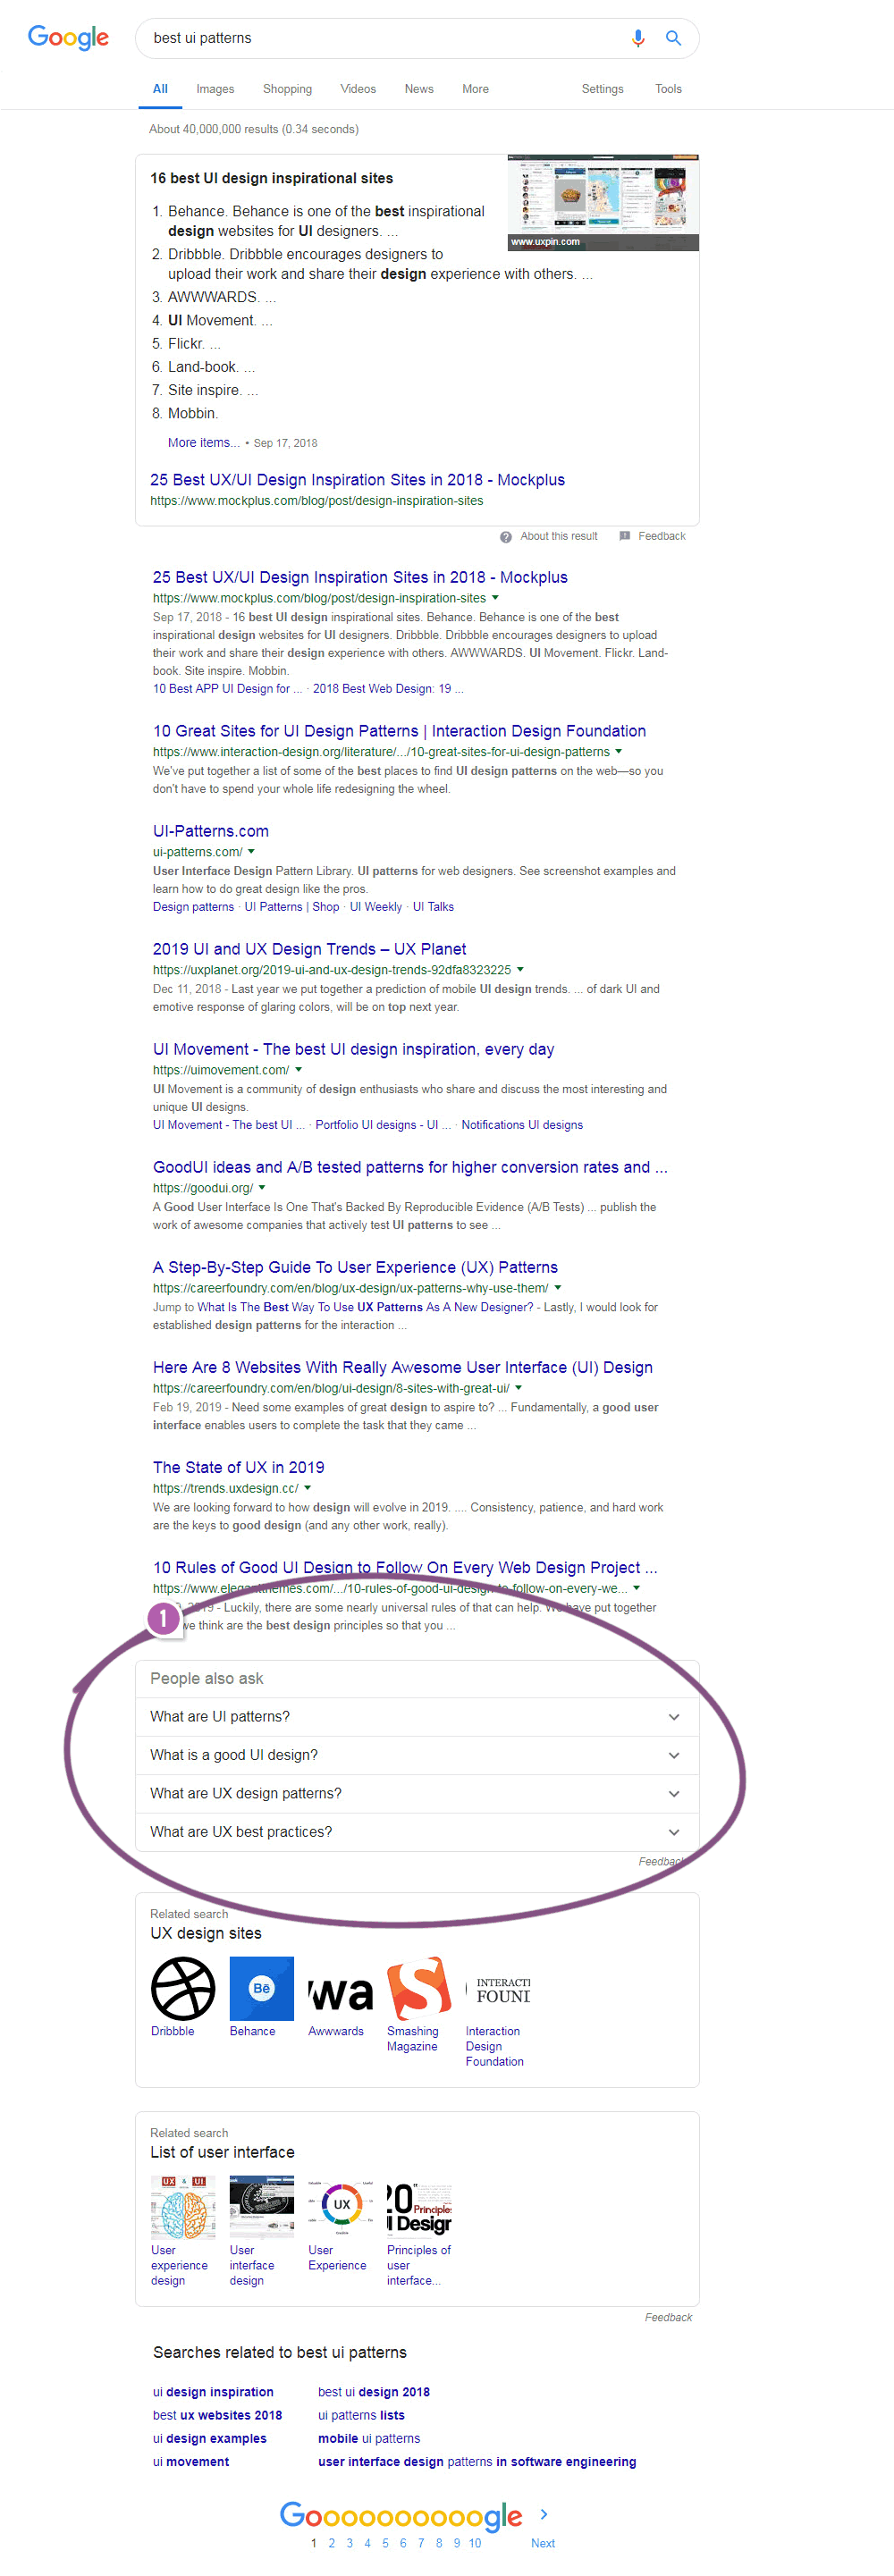 Google
best ui patterns
All Images Shopping Videos News More Settings Tools
About 40,000,000 results (0.34 seconds)
16 best UI design inspirational sites
1. Behance. Behance is one of the best inspirational
design websites for UI designers. ...
2. Dribbble. Dribbble encourages designers to
upload their work and share their design experience with others. ...
3. AWWWARDS. ...
4. UI Movement. ...
5. Flickr. ...
6. Land-book. ...
7. Site inspire. ...
8. Mobbin.
www.uxpin.com
More items... • Sep 17, 2018
25 Best UX/UI Design Inspiration Sites in 2018 - Mockplus
https://www.mockplus.com/blog/post/design-inspiration-sites
About this result Feedback
25 Best UX/UI Design Inspiration Sites in 2018 - Mockplus
https://www.mockplus.com/blog/post/design-inspiration-sites
Sep 17, 2018 - 16 best UI design inspirational sites. Behance. Behance is one of the best
inspirational design websites for UI designers. Dribbble. Dribbble encourages designers to upload
their work and share their design experience with others. AWWWARDS. UI Movement. Flickr. Land-
book. Site inspire. Mobbin.
10 Best APP UI Design for ... · 2018 Best Web Design: 19 ...
10 Great Sites for UI Design Patterns | Interaction Design Foundation
https://www.interaction-design.org/literature/.../10-great-sites-for-ui-design-patterns
We've put together a list of some of the best places to find UI design patterns on the web—so you
don't have to spend your whole life redesigning the wheel.
UI-Patterns.com
ui-patterns.com/
User Interface Design Pattern Library. UI patterns for web designers. See screenshot examples and
learn how to do great design like the pros.
Design patterns · UI Patterns | Shop · UI Weekly · UI Talks
2019 UI and UX Design Trends – UX Planet
https://uxplanet.org/2019-ui-and-ux-design-trends-92dfa8323225
Dec 11, 2018 - Last year we put together a prediction of mobile UI design trends. ... of dark UI and
emotive response of glaring colors, will be on top next year.
UI Movement - The best UI design inspiration, every day
https://uimovement.com/
UI Movement is a community of design enthusiasts who share and discuss the most interesting and
unique UI designs.
UI Movement - The best UI ... · Portfolio UI designs - UI ... · Notifications UI designs
GoodUI ideas and A/B tested patterns for higher conversion rates and ...
https://goodui.org/
A Good User Interface Is One That's Backed By Reproducible Evidence (A/B Tests) ... publish the
work of awesome companies that actively test UI patterns to see ...
A Step-By-Step Guide To User Experience (UX) Patterns
https://careerfoundry.com/en/blog/ux-design/ux-patterns-why-use-them/
Jump to What Is The Best Way To Use UX Patterns As A New Designer? - Lastly, I would look for
established design patterns for the interaction ...
Here Are 8 Websites With Really Awesome User Interface (UI) Design
https://careerfoundry.com/en/blog/ui-design/8-sites-with-great-ui/
Feb 19, 2019 - Need some examples of great design to aspire to? ... Fundamentally, a good user
interface enables users to complete the task that they came ...
The State of UX in 2019
https://trends.uxdesign.cc/
We are looking forward to how design will evolve in 2019. .... Consistency, patience, and hard work
are the keys to good design (and any other work, really).
10 Rules of Good UI Design to Follow On Every Web Design Project ...
https://www.elegantthemes.com/.../10-rules-of-good-ui-design-to-follow-on-every-we...
2019 - Luckily, there are some nearly universal rules of that can help. We have put together
1 we think are the best design principles so that you ...
People also ask
What are UI patterns?
What is a good UI design?
What are UX design patterns?
What are UX best practices?
Feedback
Related search
UX design sites
Bē wa INTERACTI
FOUNI
Dribbble Behance Awwwards Smashing Interaction
Magazine Design
Foundation
Related search
List of user interface
UX UI UX 20 Principle
I Desigr
User User User Principles of
experience interface Experience user
design design interface...
Feedback
Searches related to best ui patterns
ui design inspiration best ui design 2018
best ux websites 2018 ui patterns lists
ui design examples mobile ui patterns
ui movement user interface design patterns in software engineering
Goooooooooogle
1 2 3 4 5 6 7 8 9 10 Next